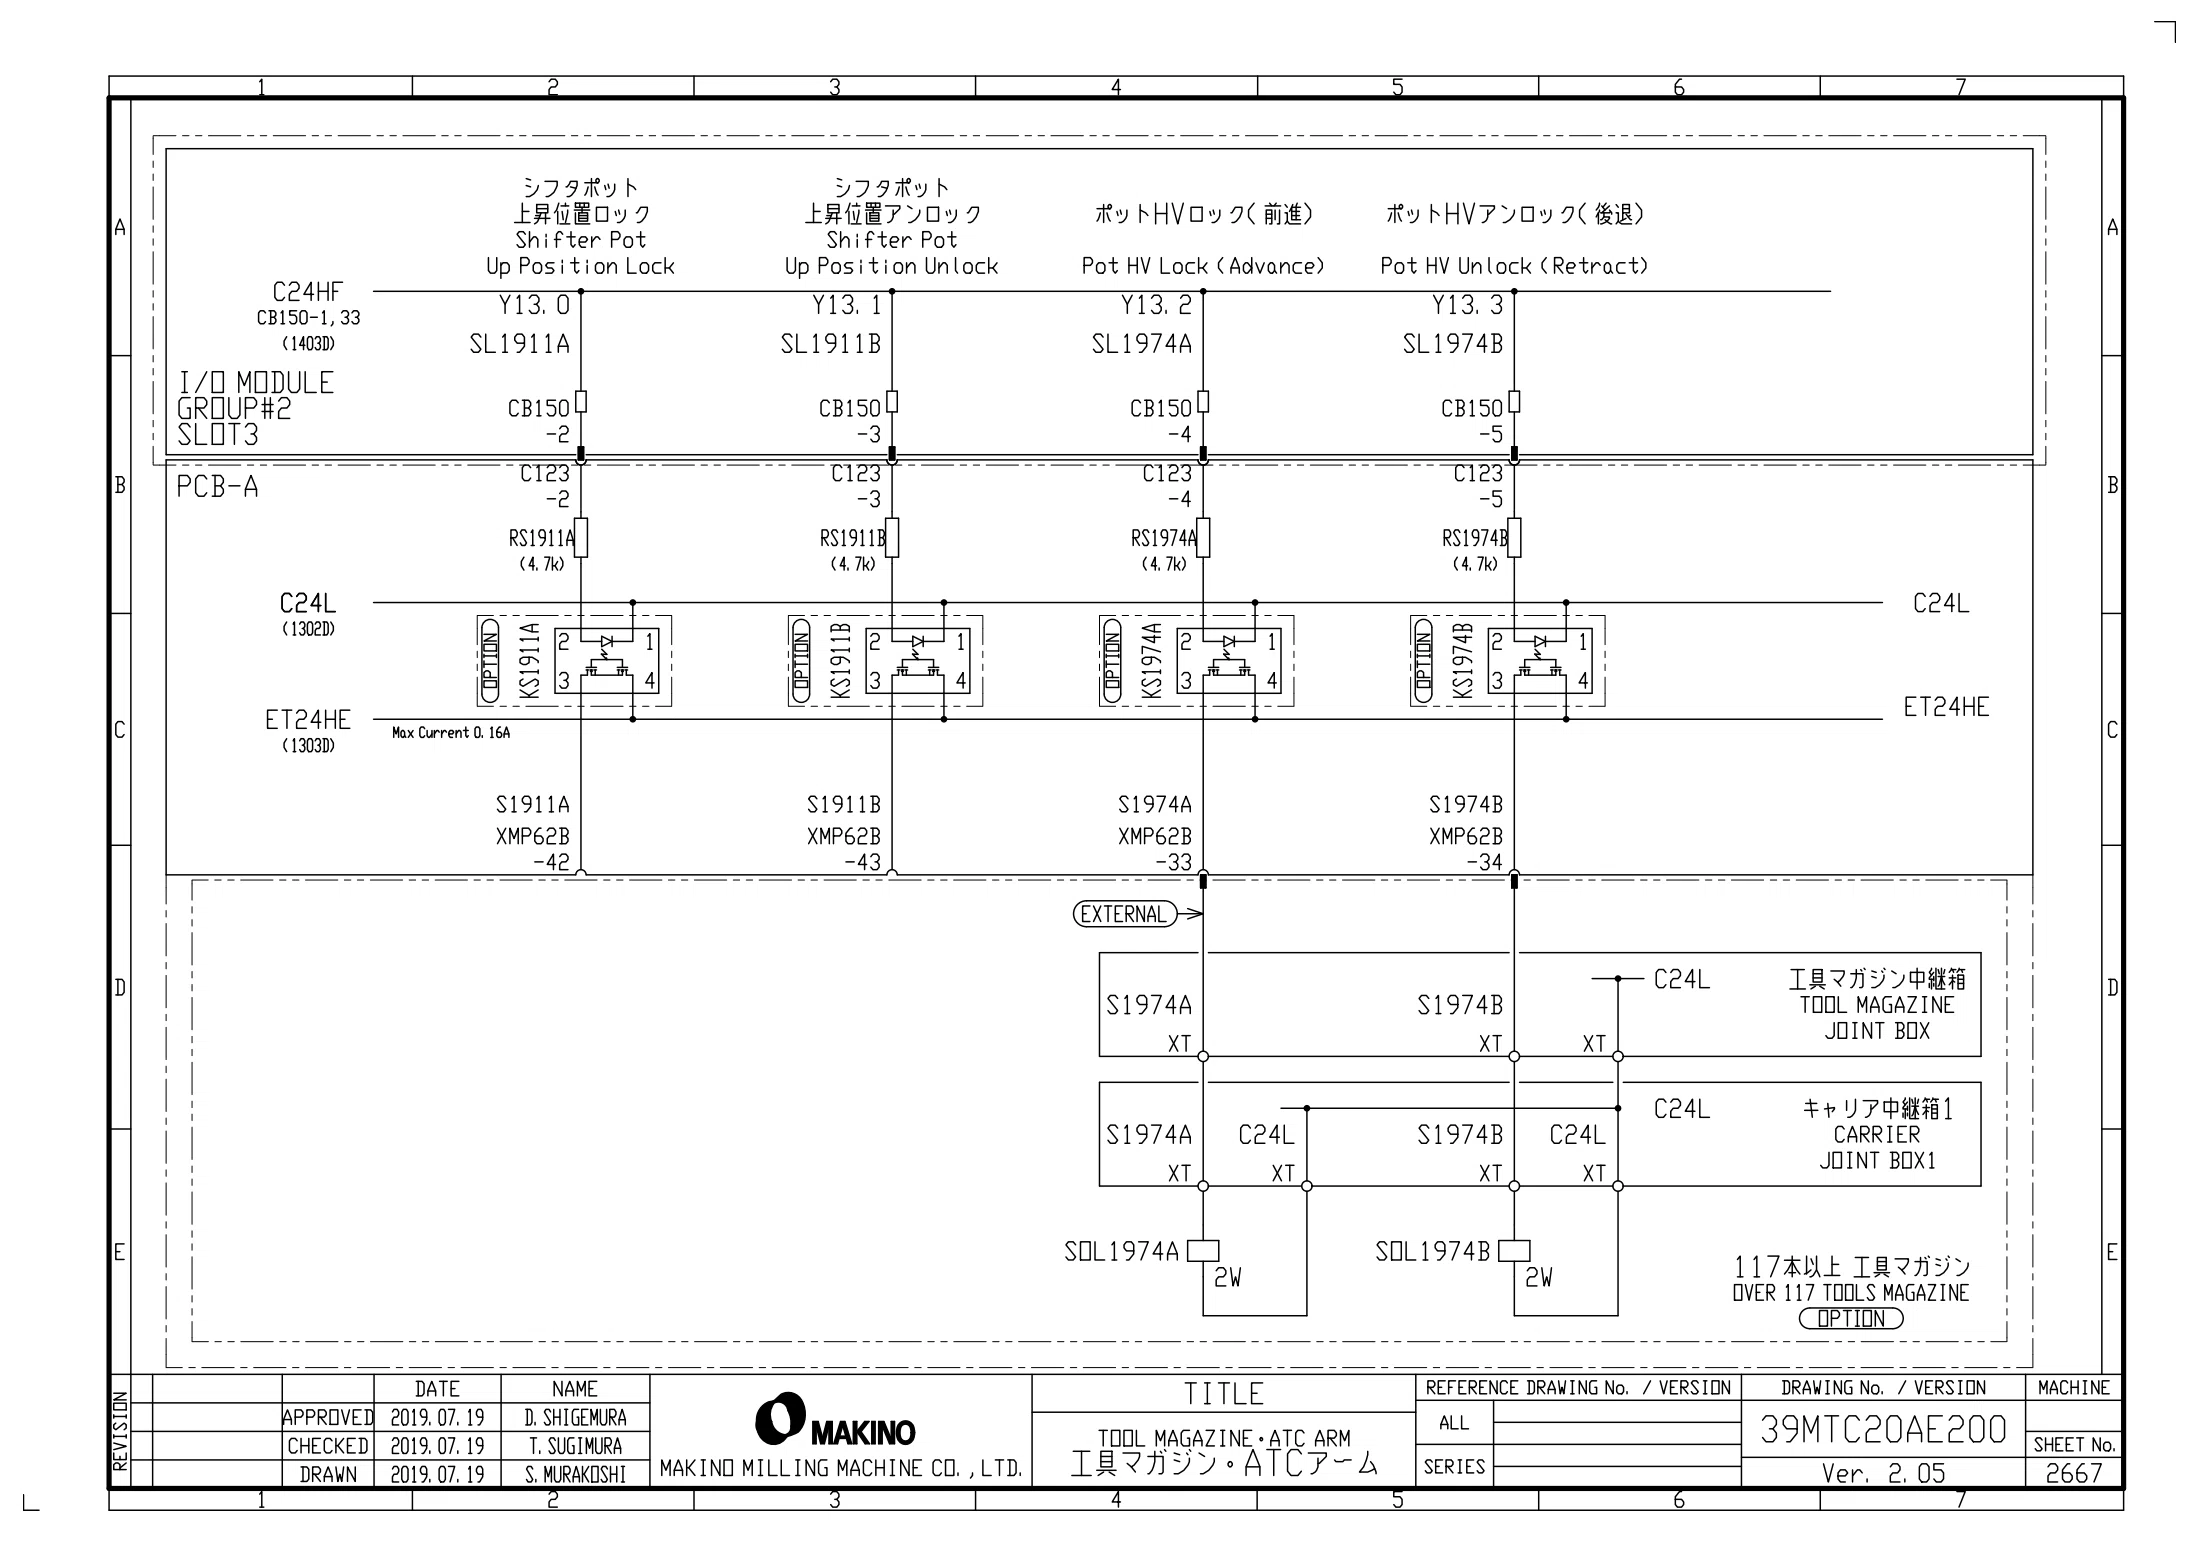 1 2 3 4 5 6 7
A A
シフタポット シフタポット
上昇位置ロック 上昇位置アンロック ポットHVロック(前進) ポットHVアンロック(後退)
Shifter Pot Shifter Pot
Up Position Lock Up Position Unlock Pot HV Lock (Advance) Pot HV Unlock (Retract)
C24HF
CB150-1,33
(1403D)
Y13.0 Y13.1 Y13.2 Y13.3
SL1911A SL1911B SL1974A SL1974B
I/O MODULE
GROUP#2
SLOT3
CB150 CB150 CB150 CB150
-2 -3 -4 -5
B B
PCB-A
C123 C123 C123 C123
-2 -3 -4 -5
RS1911A RS1911B RS1974A RS1974B
(4.7k) (4.7k) (4.7k) (4.7k)
C24L C24L
(1302D)
OPTION KS1911A 2 1 3 4
OPTION KS1911B 2 1 3 4
OPTION KS1974A 2 1 3 4
OPTION KS1974B 2 1 3 4
ET24HE ET24HE
(1303D)
Max Current 0.16A
C C
S1911A S1911B S1974A S1974B
XMP62B XMP62B XMP62B XMP62B
-42 -43 -33 -34
EXTERNAL
D D
C24L 工具マガジン中継箱
S1974A S1974B TOOL MAGAZINE
JOINT BOX
XT XT XT
C24L キャリア中継箱1
S1974A C24L S1974B C24L CARRIER
JOINT BOX1
XT XT XT XT
E E
SOL1974A SOL1974B
2W 2W
117本以上 工具マガジン
OVER 117 TOOLS MAGAZINE
OPTION
REVISION
DATE NAME
APPROVED 2019.07.19 D. SHIGEMURA
CHECKED 2019.07.19 T. SUGIMURA
DRAWN 2019.07.19 S. MURAKOSHI
MAKINO
MAKINO MILLING MACHINE CO.,LTD.
TITLE
TOOL MAGAZINE・ATC ARM
工具マガジン・ATCアーム
REFERENCE DRAWING No. / VERSION
ALL
SERIES
DRAWING No. / VERSION
39MTC20AE200
Ver. 2.05
MACHINE
SHEET No.
2667
1 2 3 4 5 6 7